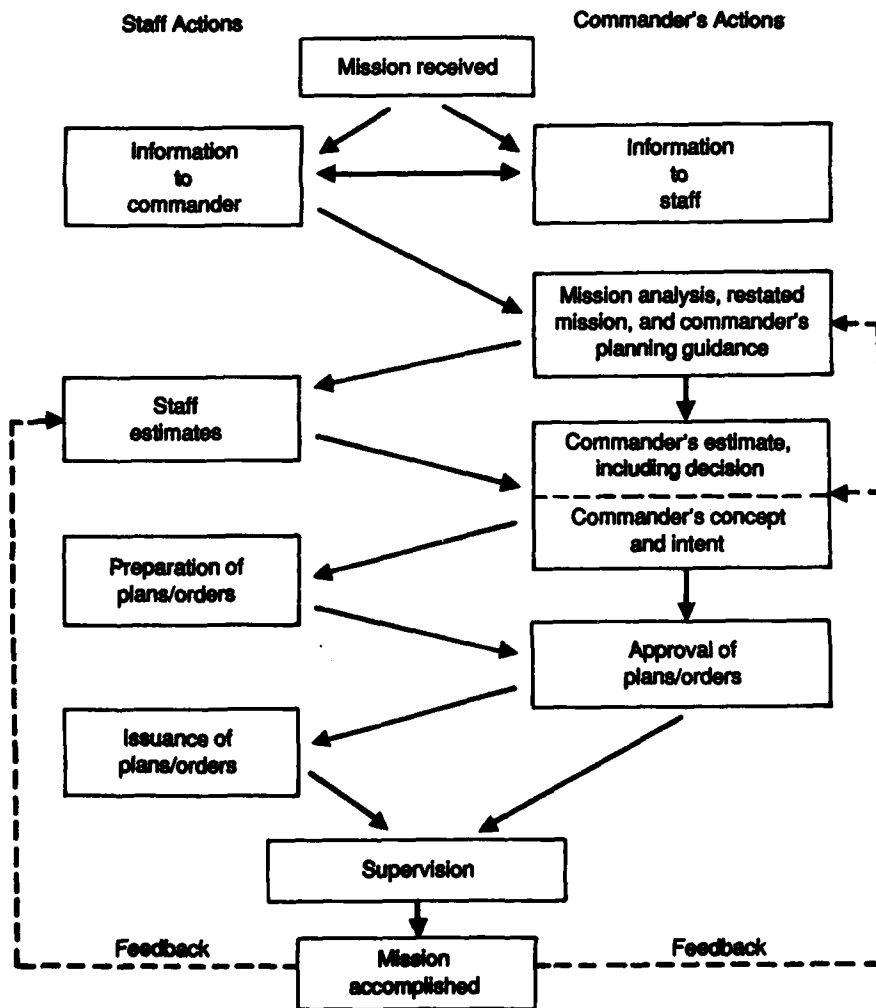 Staff Actions
Commander's Actions
Mission received
Information
to
commander
Information
to
staff
Mission analysis, restated
mission, and commander's
planning guidance
Staff
estimates
Commander's estimate,
including decision
Commander's concept
and intent
Preparation of
plans/orders
Approval of
plans/orders
Issuance of
plans/orders
Supervision
Feedback
Mission
accomplished
Feedback